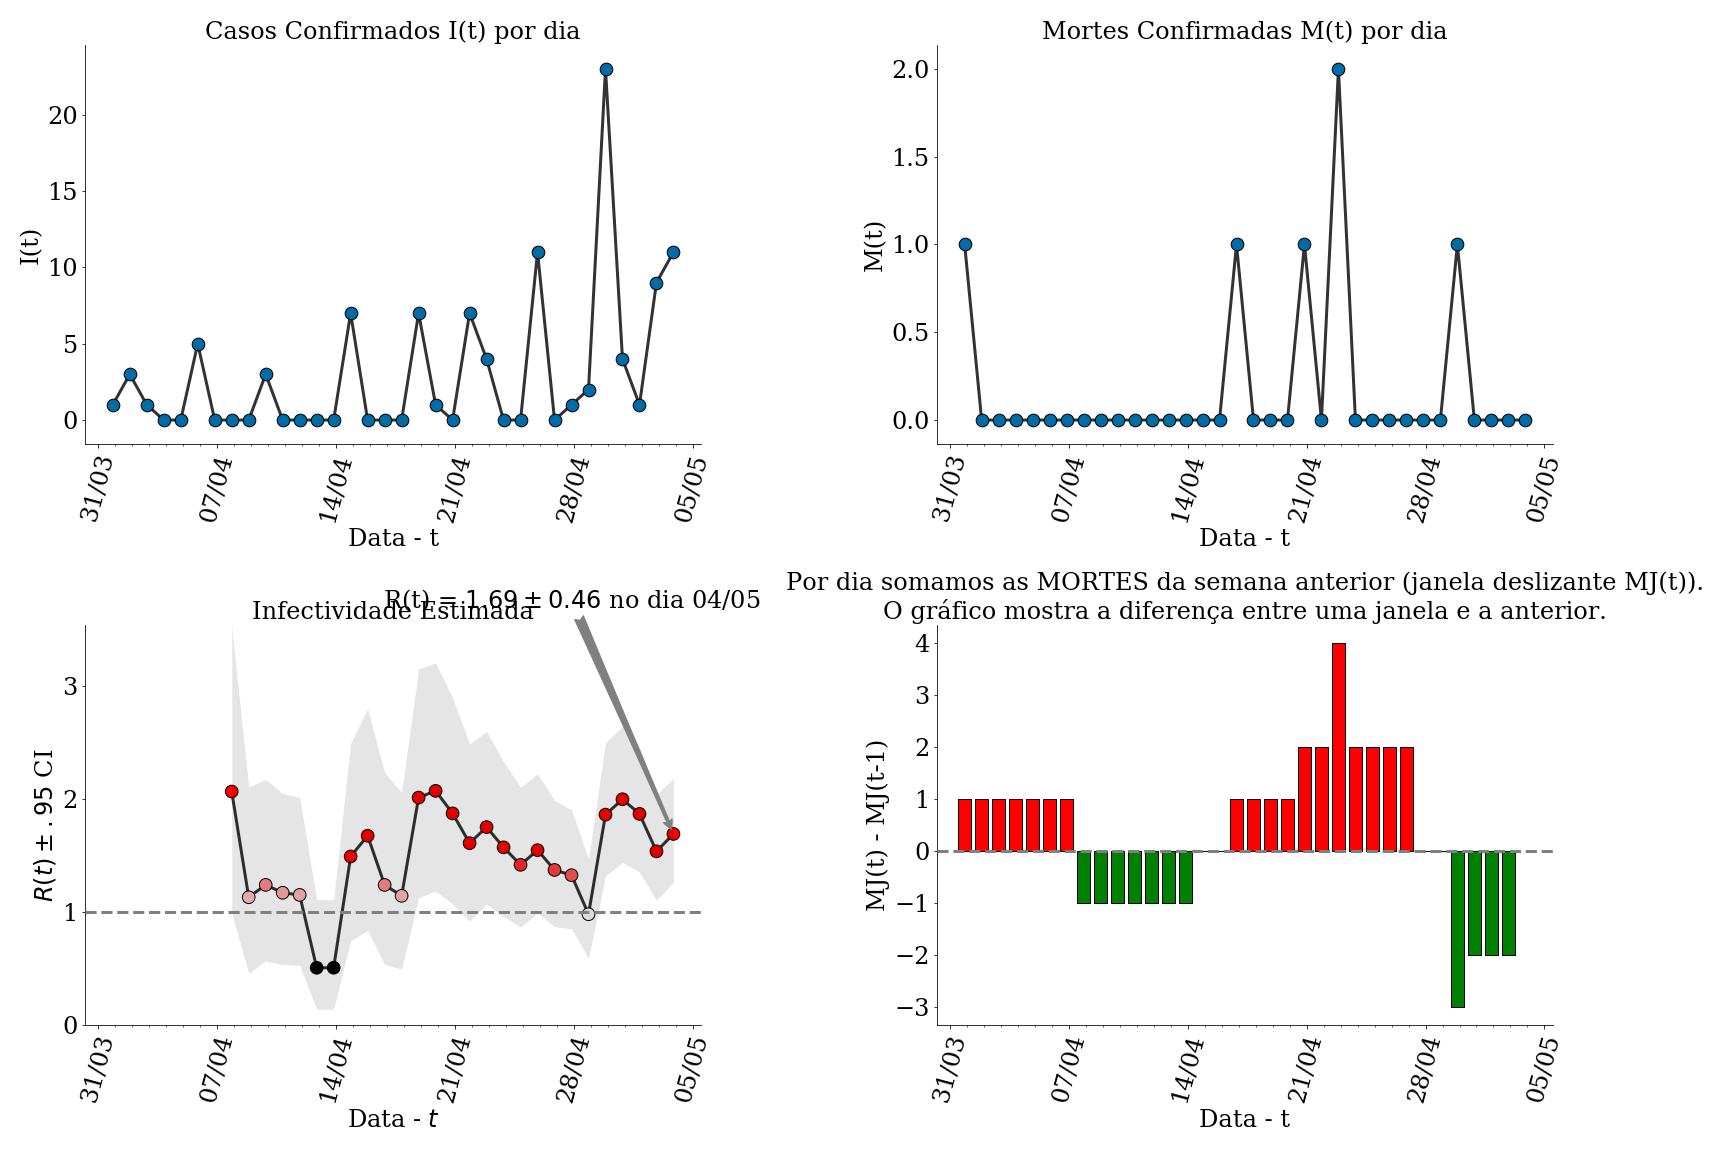 Casos Confirmados I(t) por dia
I(t)
20
15
10
5
0
31/03 07/04 14/04 21/04 28/04 05/05
Data - t
Mortes Confirmadas M(t) por dia
M(t)
2.0
1.5
1.0
0.5
0.0
31/03 07/04 14/04 21/04 28/04 05/05
Data - t
R(t) = 1.69 ± 0.46 no dia 04/05
Infectividade Estimada
R(t) ± .95 CI
3
2
1
0
31/03 07/04 14/04 21/04 28/04 05/05
Data - t
Por dia somamos as MORTES da semana anterior (janela deslizante MJ(t)).
O gráfico mostra a diferença entre uma janela e a anterior.
MJ(t) - MJ(t-1)
4
3
2
1
0
−1
−2
−3
31/03 07/04 14/04 21/04 28/04 05/05
Data - t